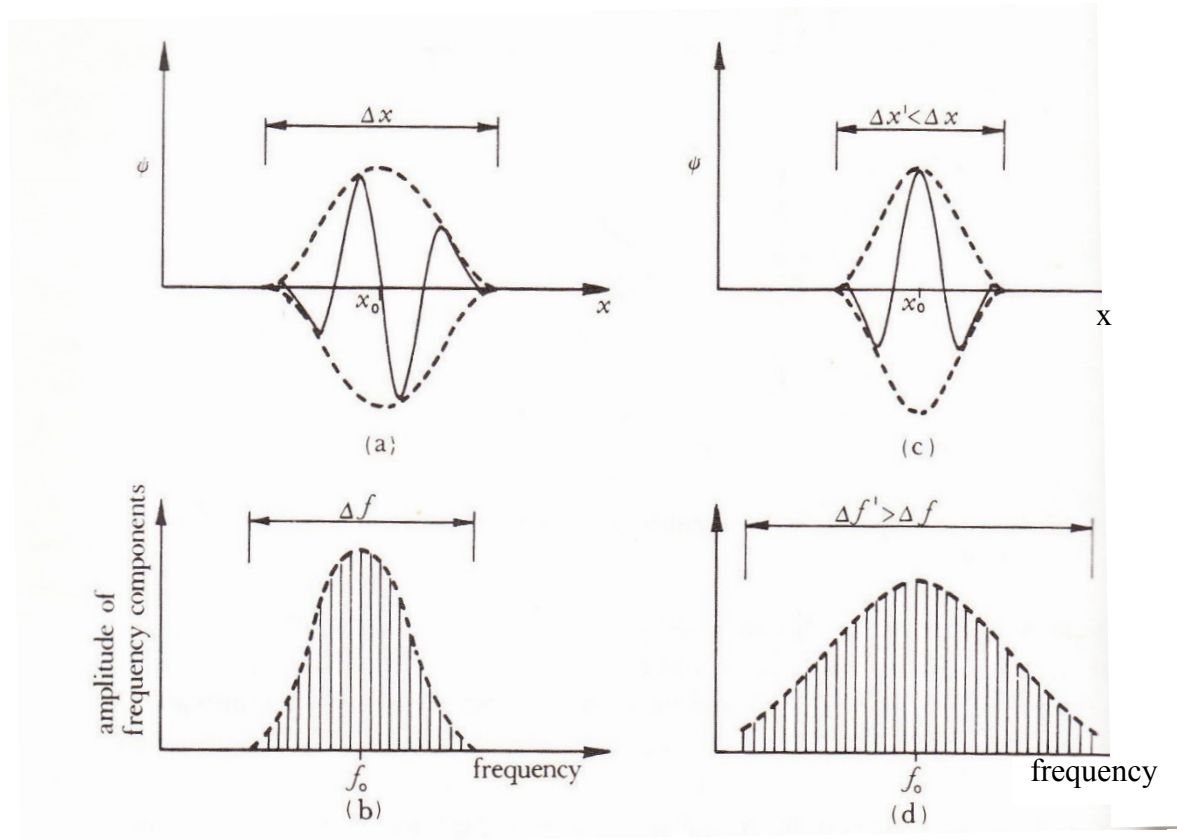 Δx
ψ
x₀
x
(a)
Δx'<Δx
ψ
x₀'
x
(c)
Δf
amplitude of
frequency components
f₀
frequency
(b)
Δf'>Δf
f₀
frequency
(d)